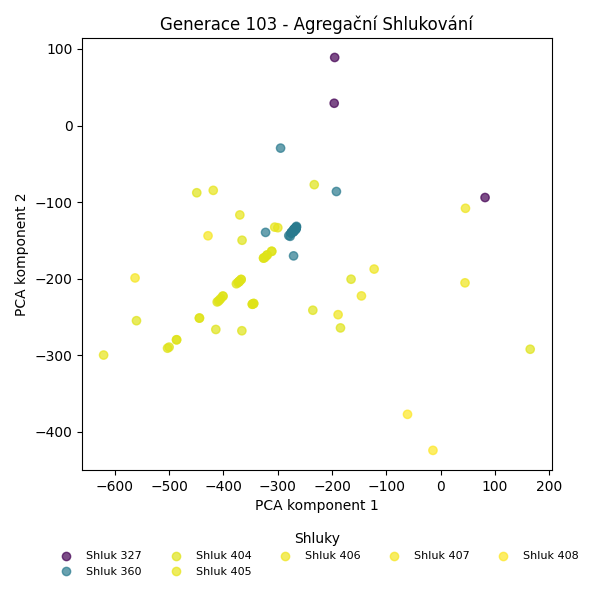 Generace 103 - Agregační Shlukování
PCA komponent 2
100
0
−100
−200
−300
−400
−600 −500 −400 −300 −200 −100 0 100 200
PCA komponent 1
Shluky
Shluk 327 Shluk 404 Shluk 406 Shluk 407 Shluk 408
Shluk 360 Shluk 405